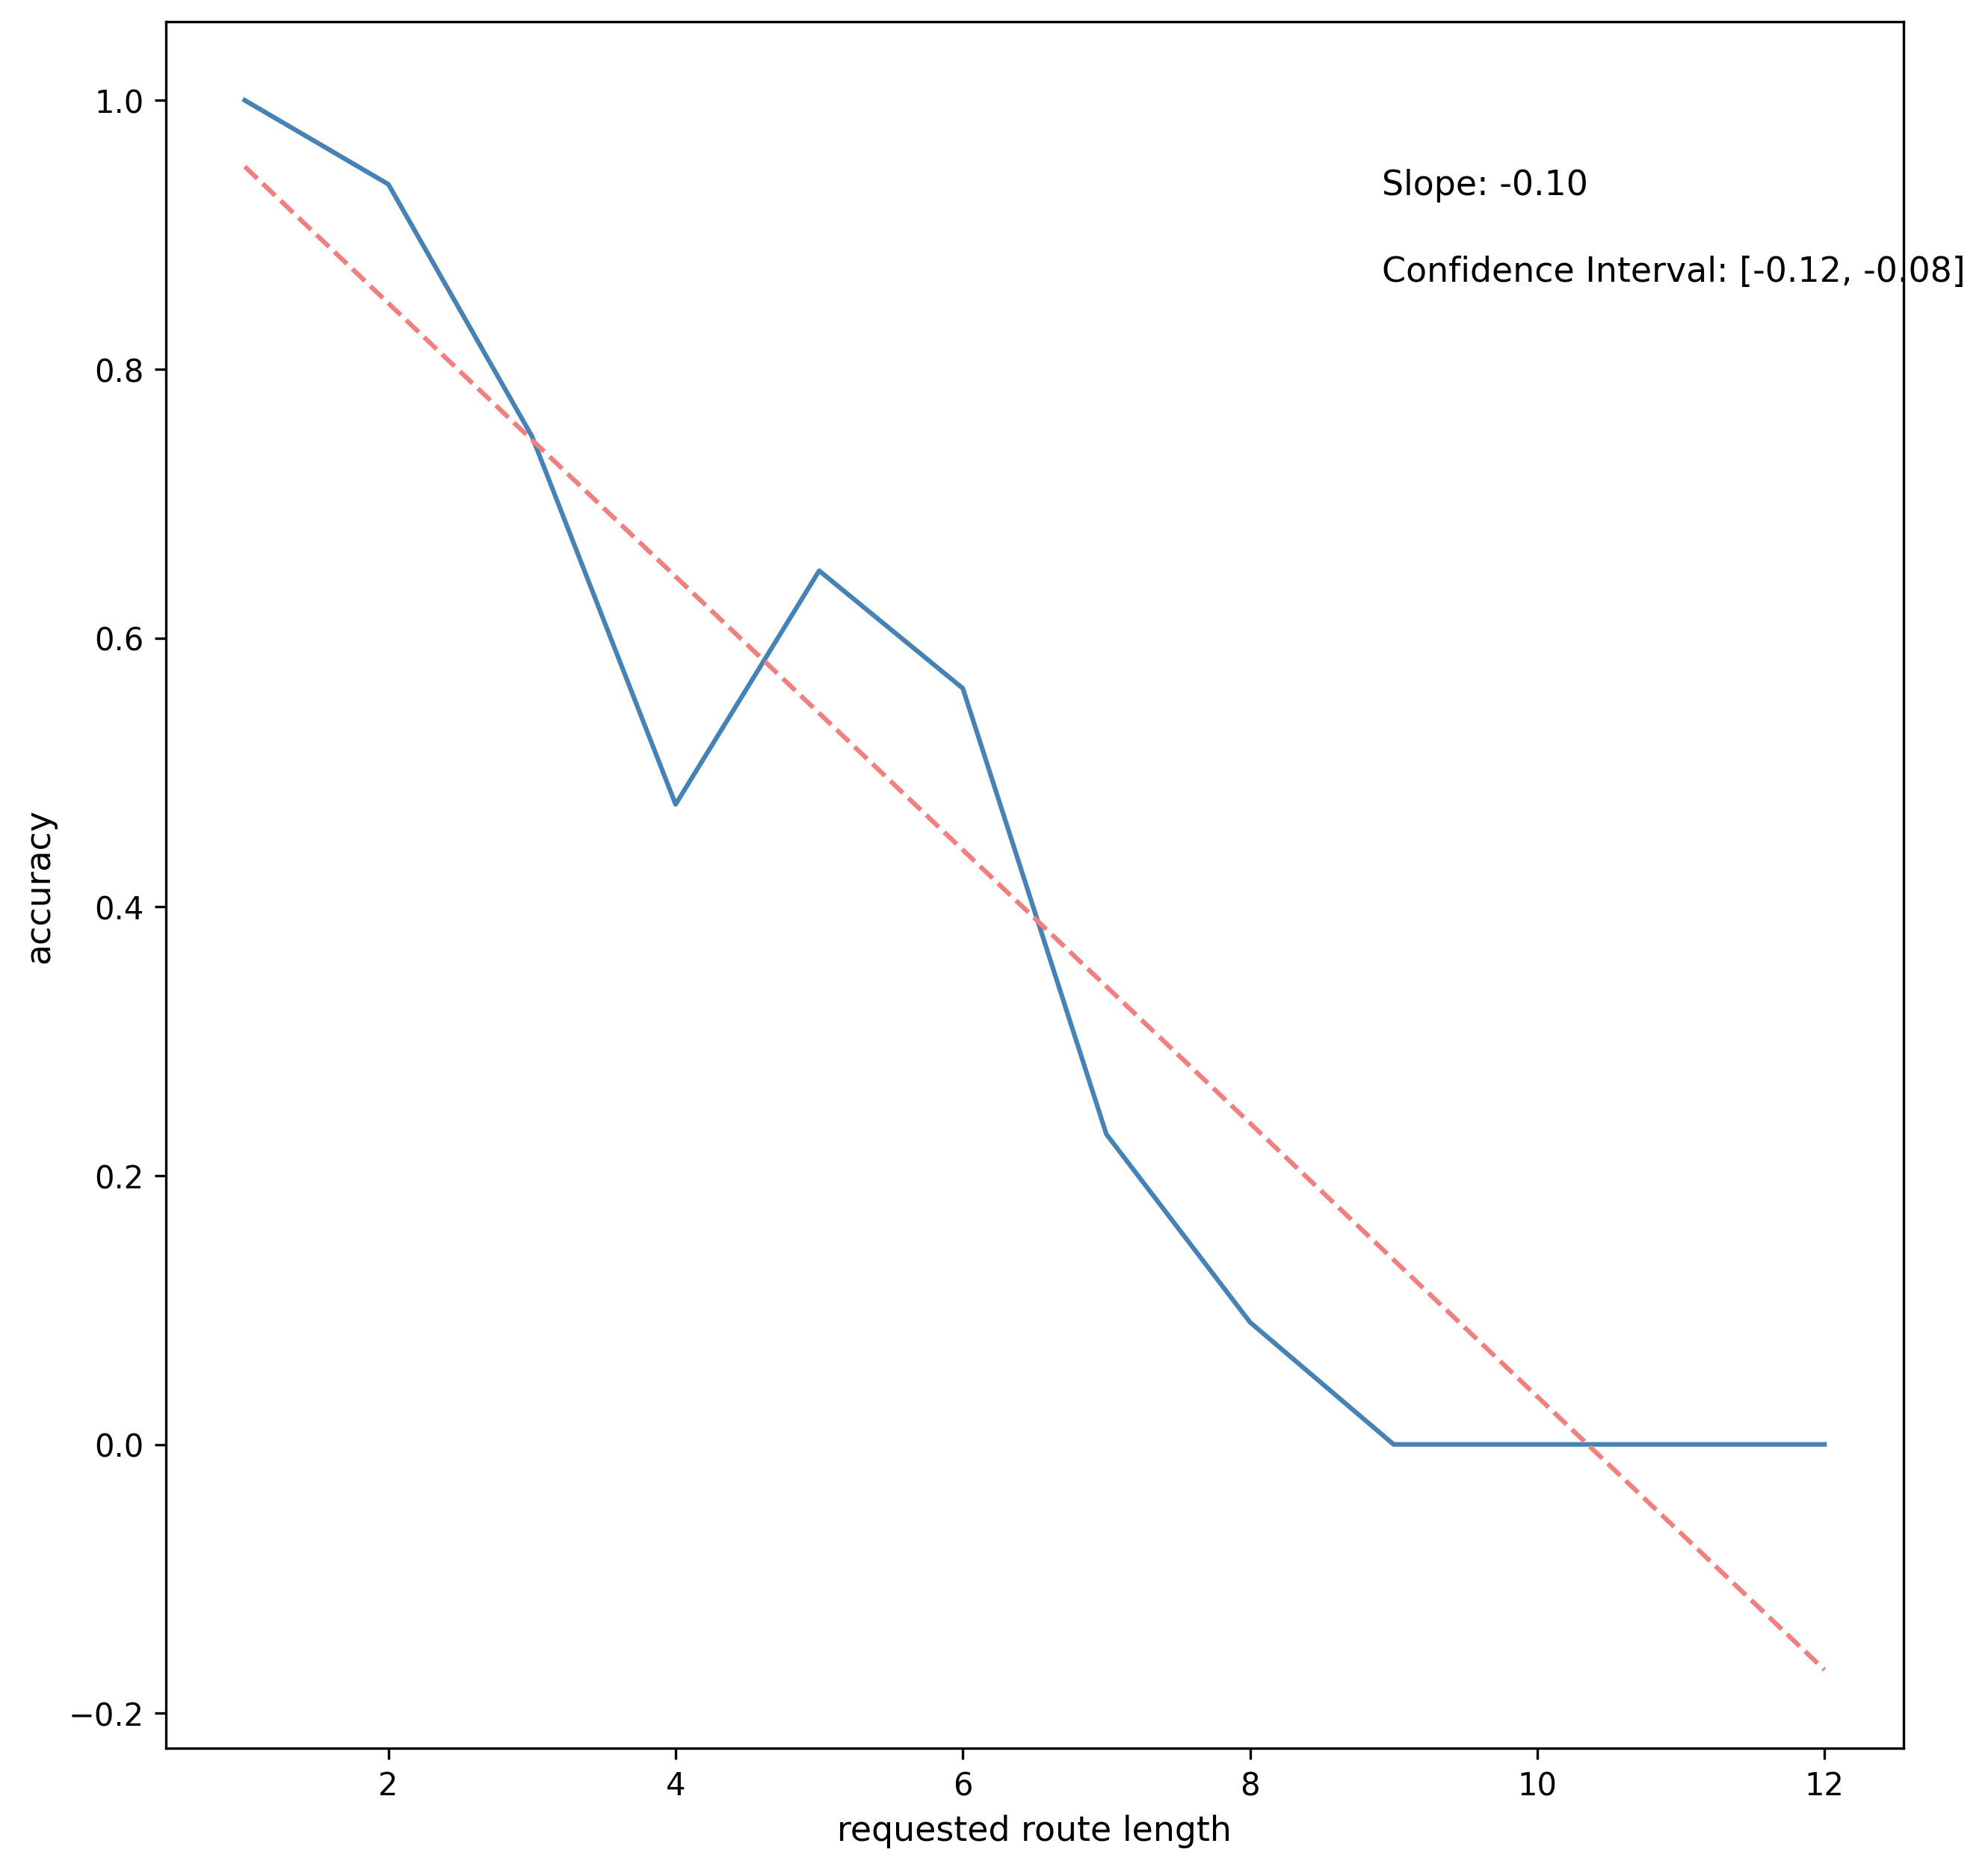 1.0
0.8
0.6
0.4
0.2
0.0
−0.2
accuracy
Slope: -0.10
Confidence Interval: [-0.12, -0.08]
2 4 6 8 10 12
requested route length